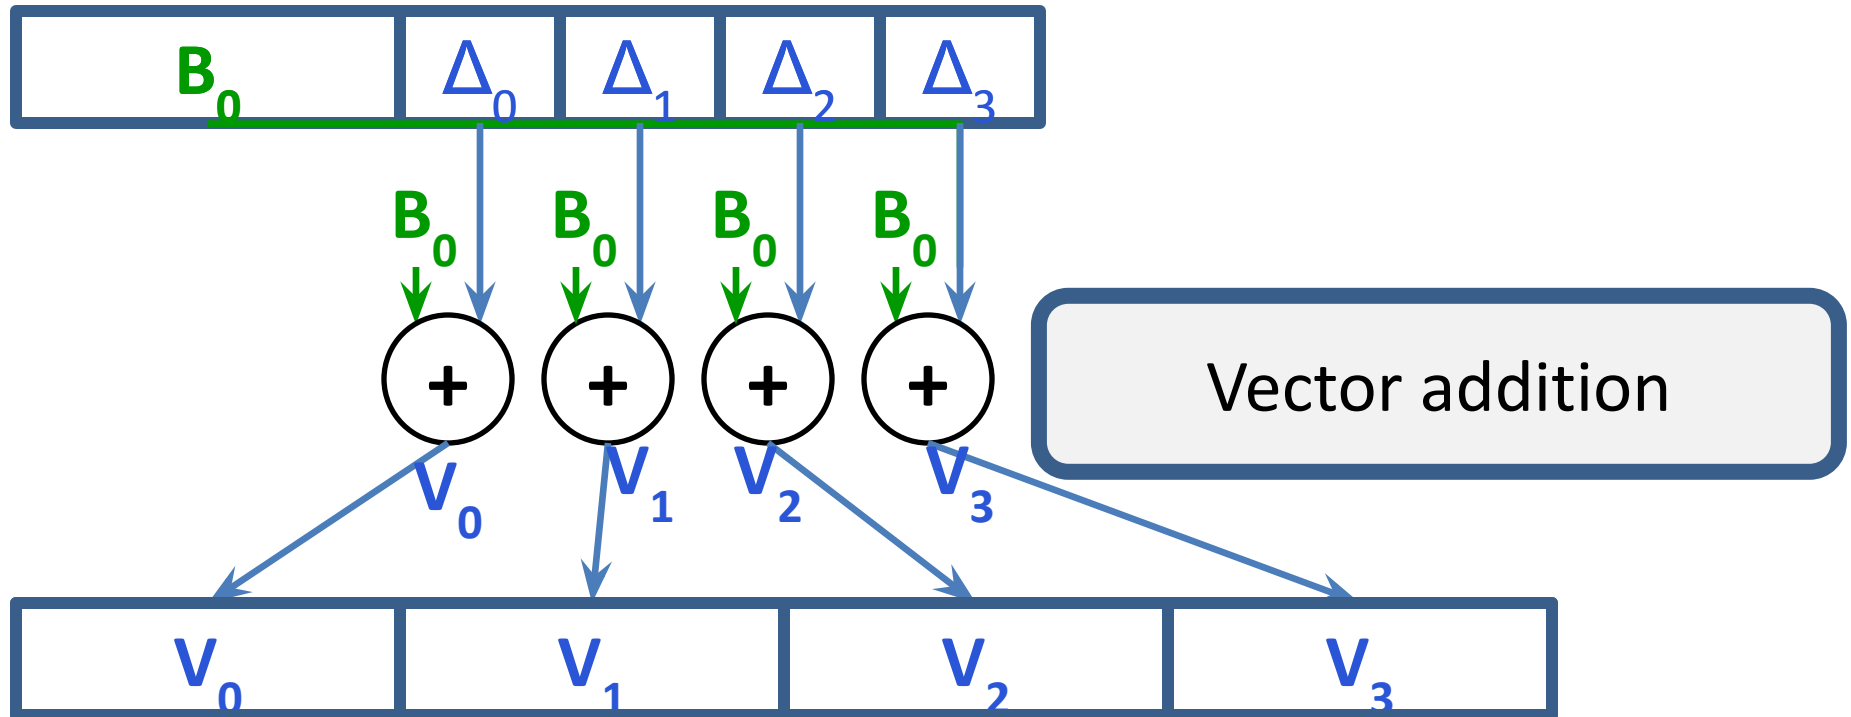 B₀ Δ₀ Δ₁ Δ₂ Δ₃
B₀ B₀ B₀ B₀
+ + + +
Vector addition
V₀ V₁ V₂ V₃
V₀ V₁ V₂ V₃